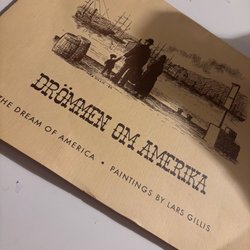 DRÖMMEN OM AMERIKA
THE DREAM OF AMERICA • PAINTINGS BY LARS GILLIS